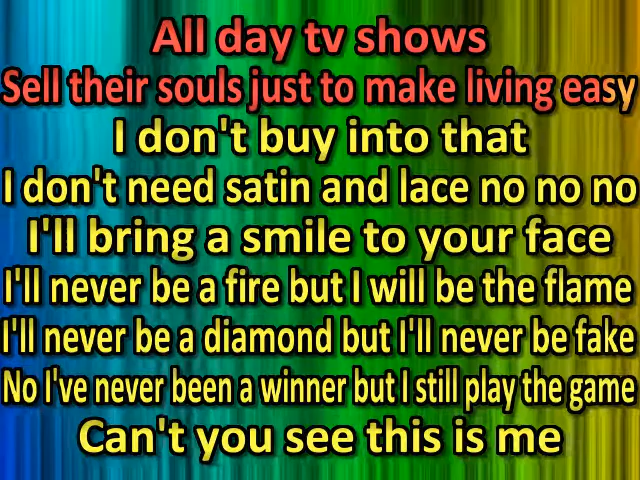 All day tv shows
Sell their souls just to make living easy
I don't buy into that
I don't need satin and lace no no no
I'll bring a smile to your face
I'll never be a fire but I will be the flame
I'll never be a diamond but I'll never be fake
No I've never been a winner but I still play the game
Can't you see this is me